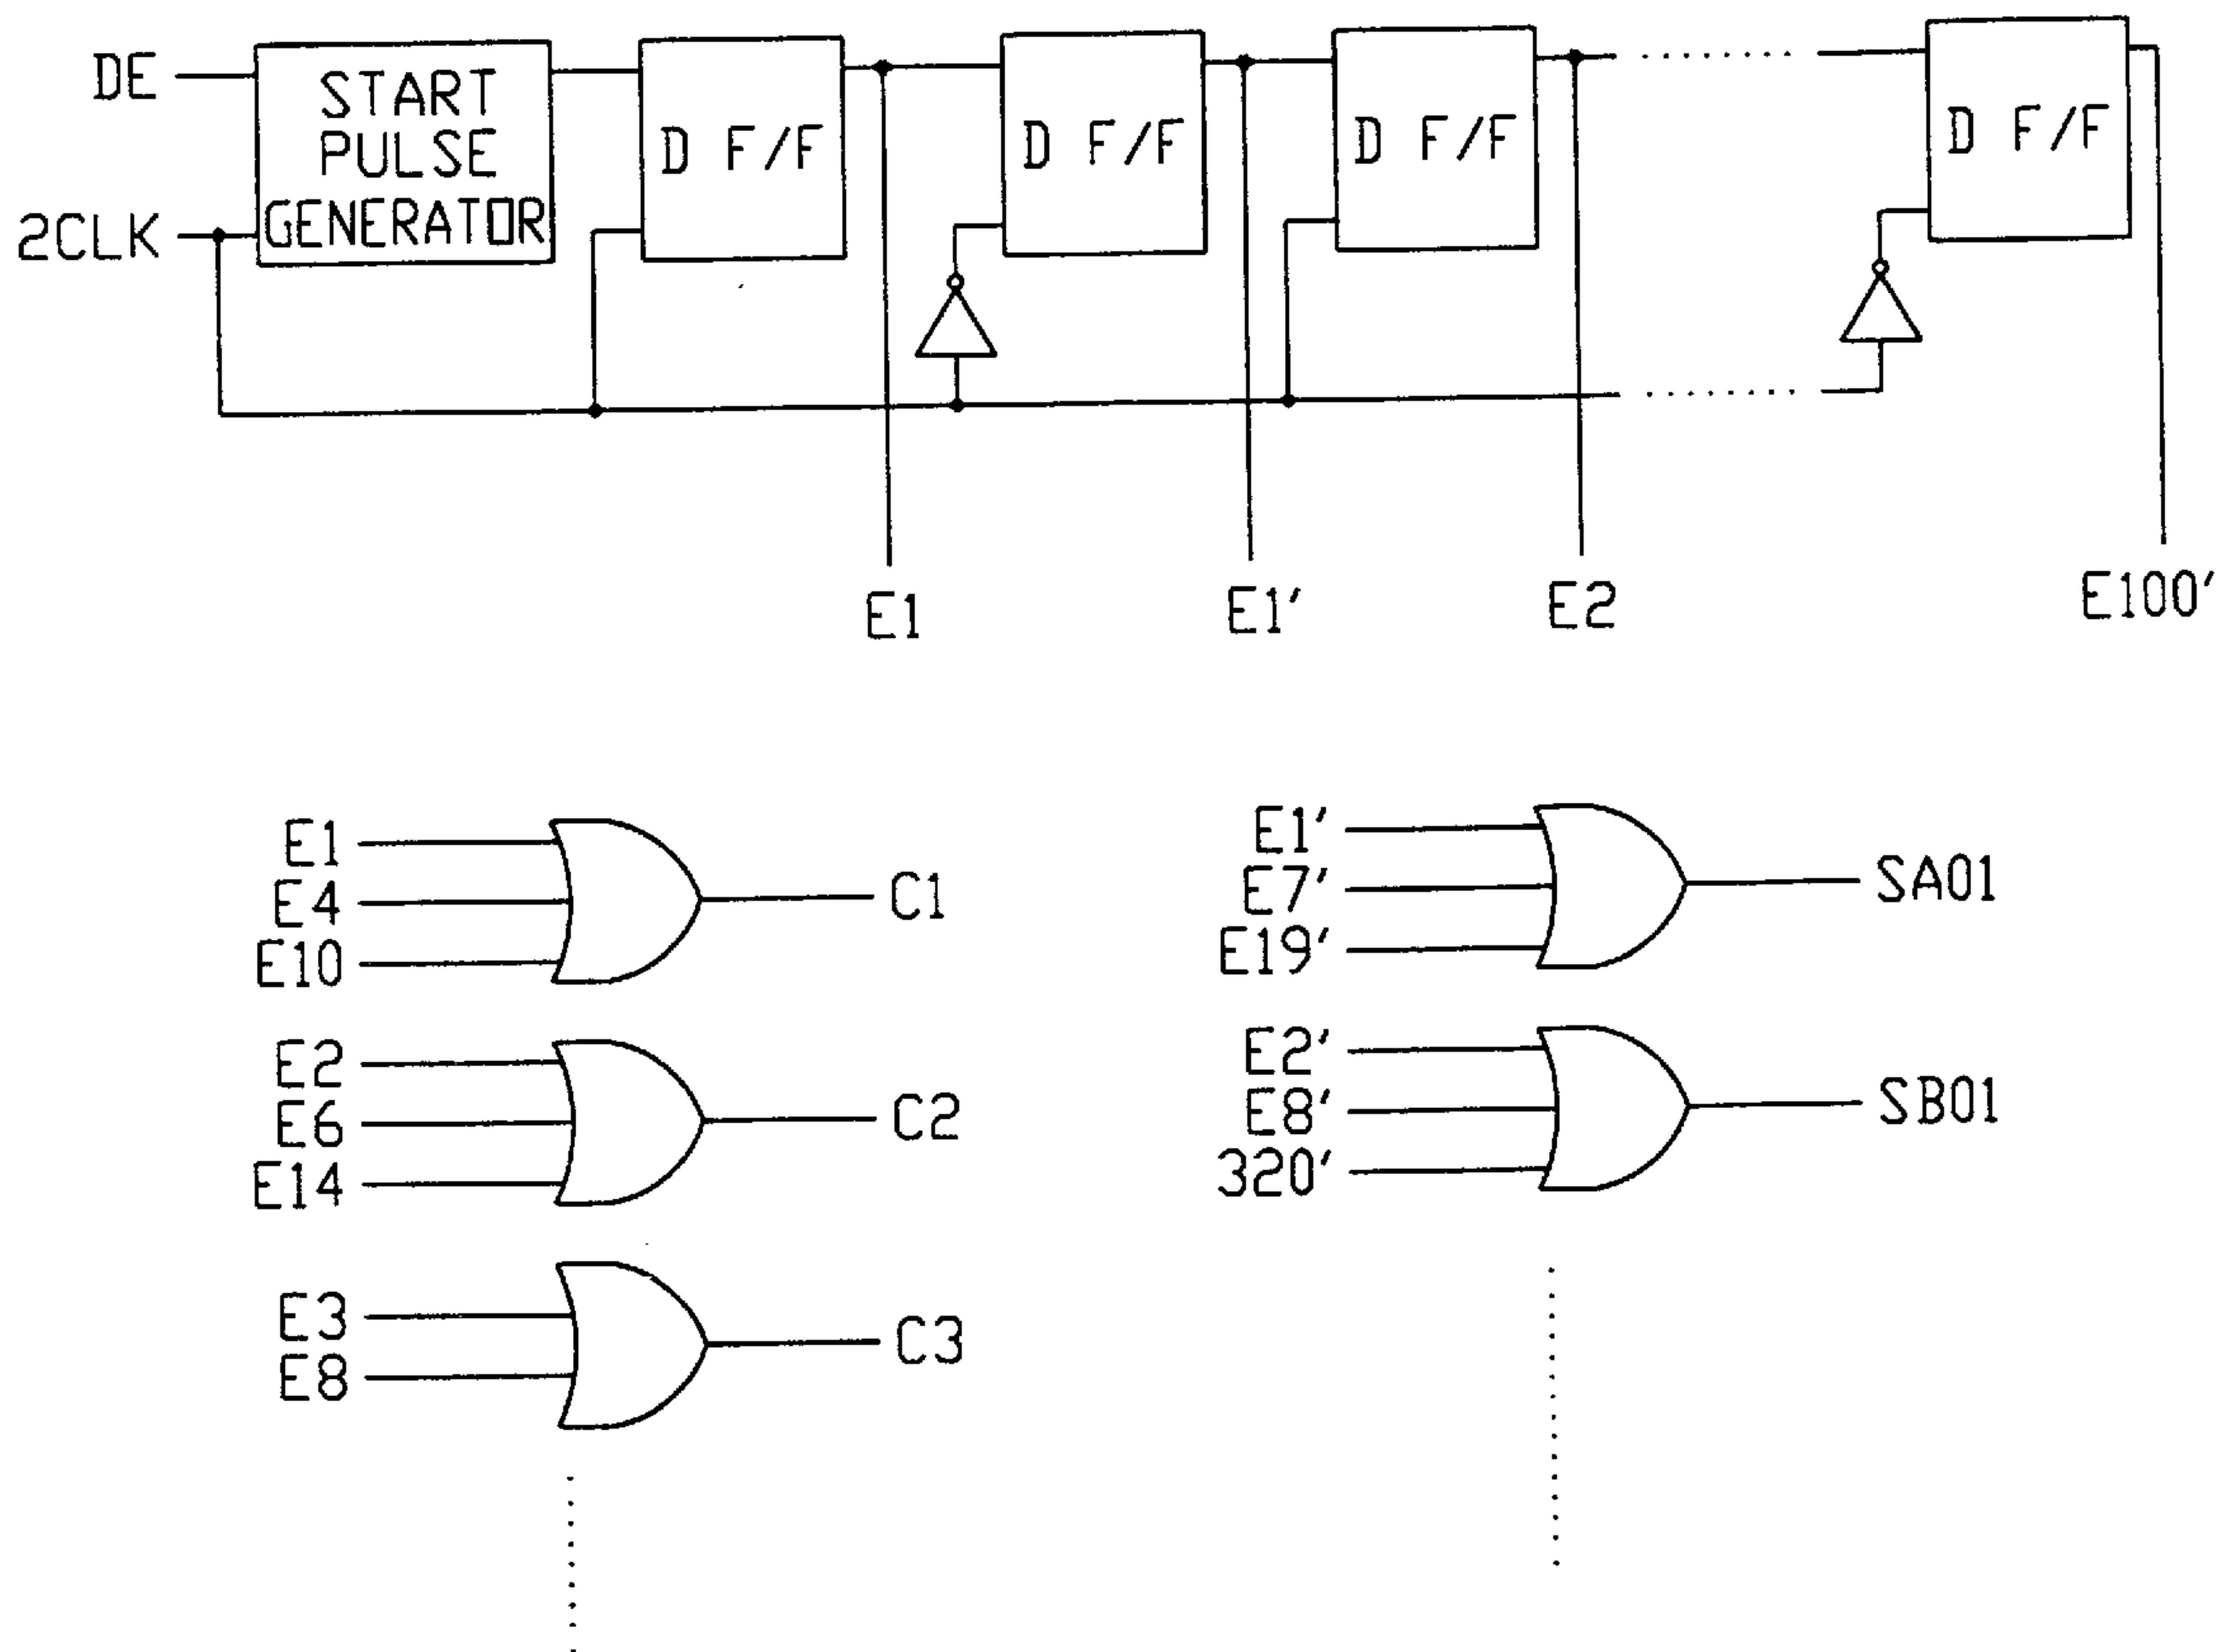 DE
START
PULSE
GENERATOR
2CLK
D F/F
D F/F
D F/F
D F/F
E1
E1'
E2
E100'
E1
E4
E10
C1
E1'
E7'
E19'
SA01
E2
E6
E14
C2
E2'
E8'
320'
SB01
E3
E8
C3